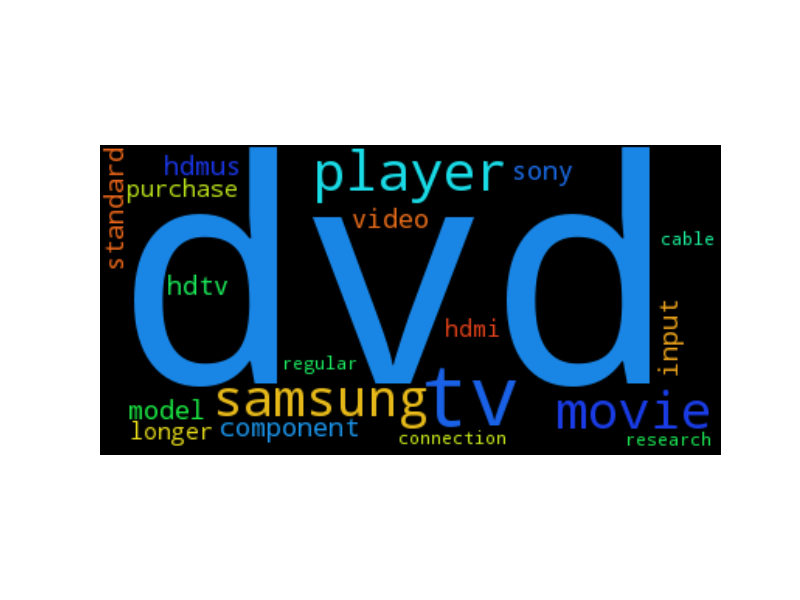 standard
hdmus
player
sony
purchase
video
dvd
cable
hdtv
hdmi
input
regular
samsung
tv
movie
model
longer
component
connection
research